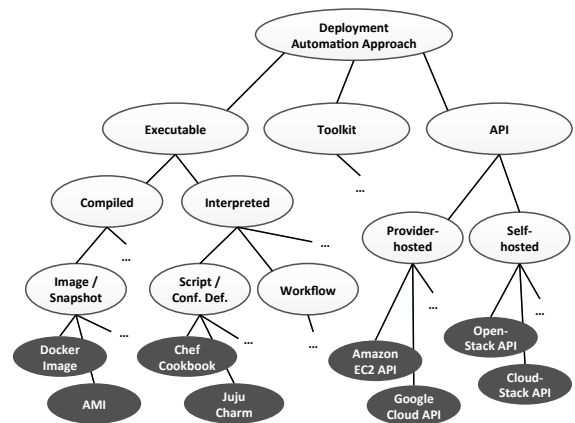 Deployment
Automation Approach
Executable
Toolkit
API
...
Compiled
Interpreted
Provider-
hosted
Self-
hosted
...
...
Image /
Snapshot
Script /
Conf. Def.
Workflow
...
...
...
...
...
Docker
Image
Chef
Cookbook
Amazon
EC2 API
Open-
Stack API
AMI
Juju
Charm
Google
Cloud API
Cloud-
Stack API